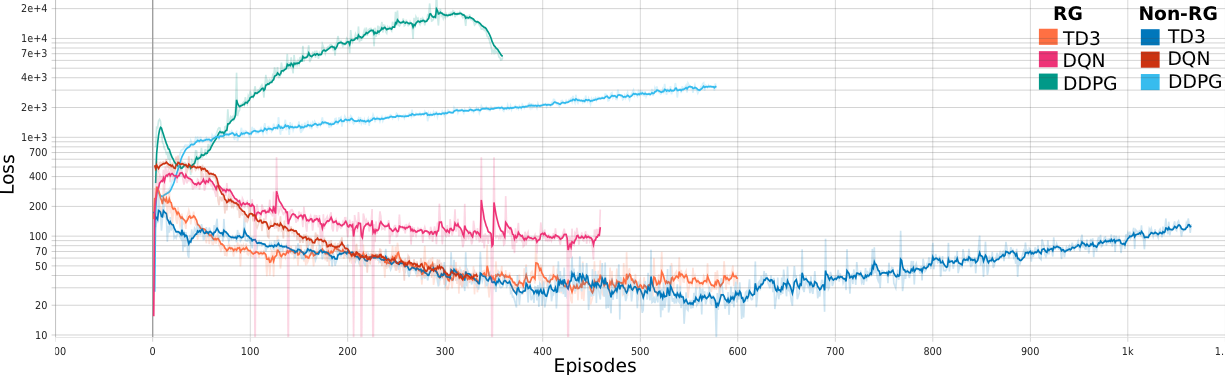 2e+4
RG Non-RG
1e+4
TD3 TD3
7e+3
DQN DQN
4e+3
DDPG DDPG
2e+3
1e+3
700
400
200
100
70
50
20
10
Loss
00 0 100 200 300 400 500 600 700 800 900 1k 1.
Episodes